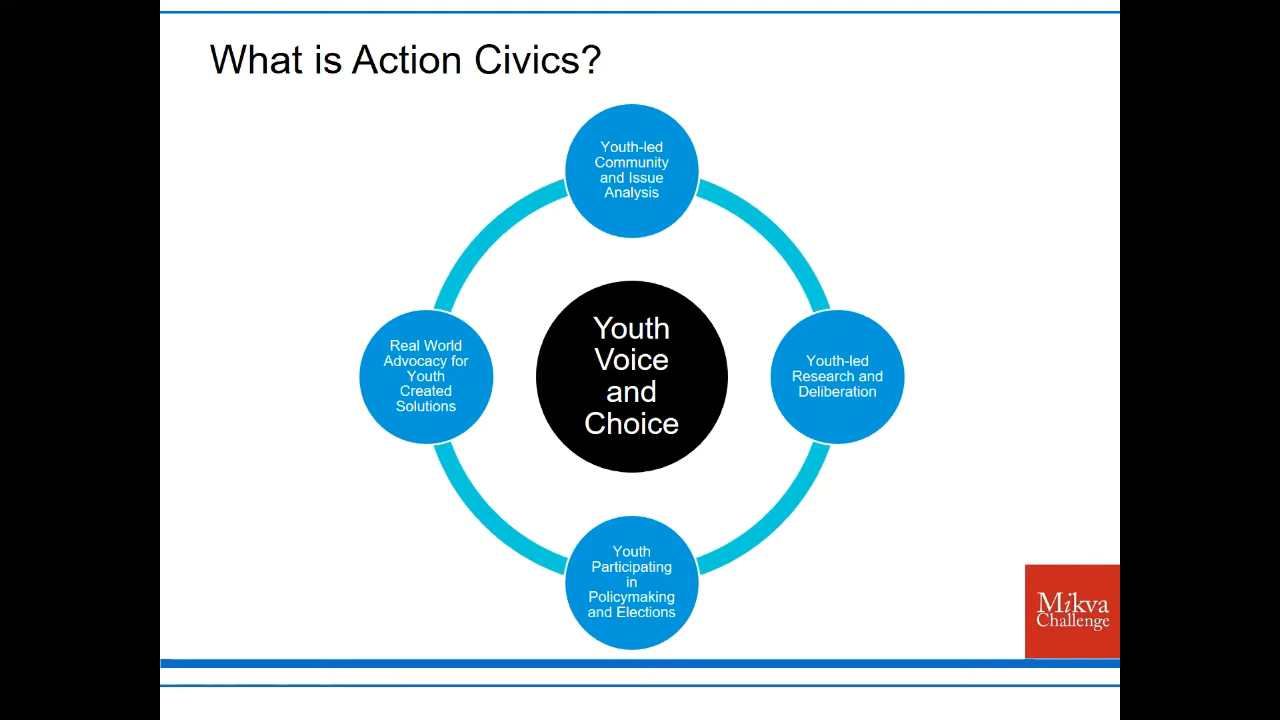 What is Action Civics?
Youth-led
Community
and Issue
Analysis
Youth
Voice
and
Choice
Real World
Advocacy for
Youth
Created
Solutions
Youth-led
Research and
Deliberation
Youth
Participating
in
Policymaking
and Elections
Mikva
Challenge